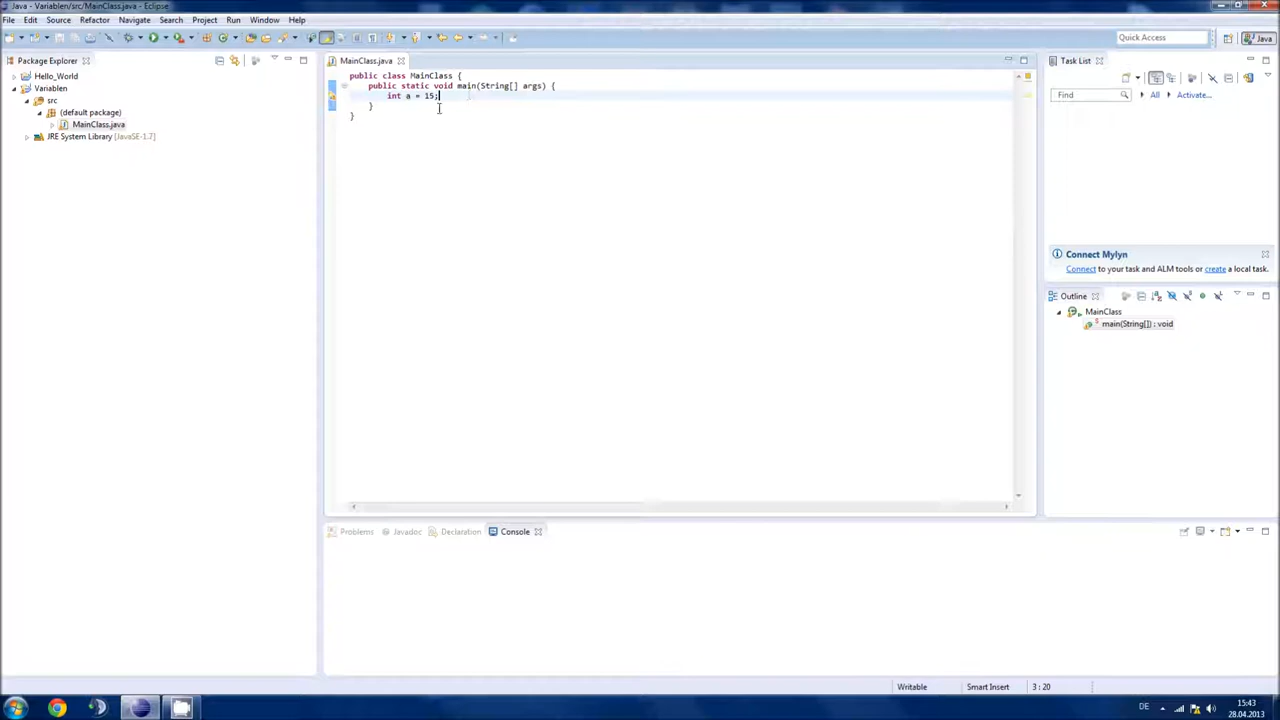 Java - Variablen/src/MainClass.java - Eclipse
File Edit Source Refactor Navigate Search Project Run Window Help
Quick Access
Java
Package Explorer
Hello_World
Variablen
src
(default package)
MainClass.java
JRE System Library [JavaSE-1.7]
MainClass.java
public class MainClass {
public static void main(String[] args) {
int a = 15;
}
}
Task List
Find
All
Activate...
Connect Mylyn
Connect to your task and ALM tools or create a local task.
Outline
MainClass
main(String[]) : void
Problems
Javadoc
Declaration
Console
Writable
Smart Insert
3 : 20
DE
15:43
28.04.2013